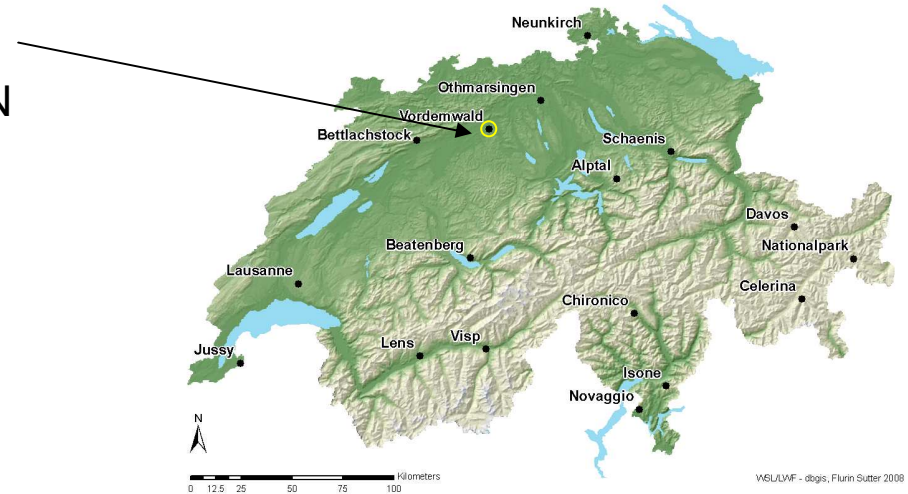 Neunkirch
Othmarsingen
N
Vordemwald
Bettlachstock
Schaenis
Alptal
Davos
Beatenberg
Nationalpark
Lausanne
Celerina
Chironico
Visp
Lens
Jussy
Isone
Novaggio
N
Kilometers
0 12.5 25 50 75 100
WSL/LWF - dbgis, Flurin Sutter 2008